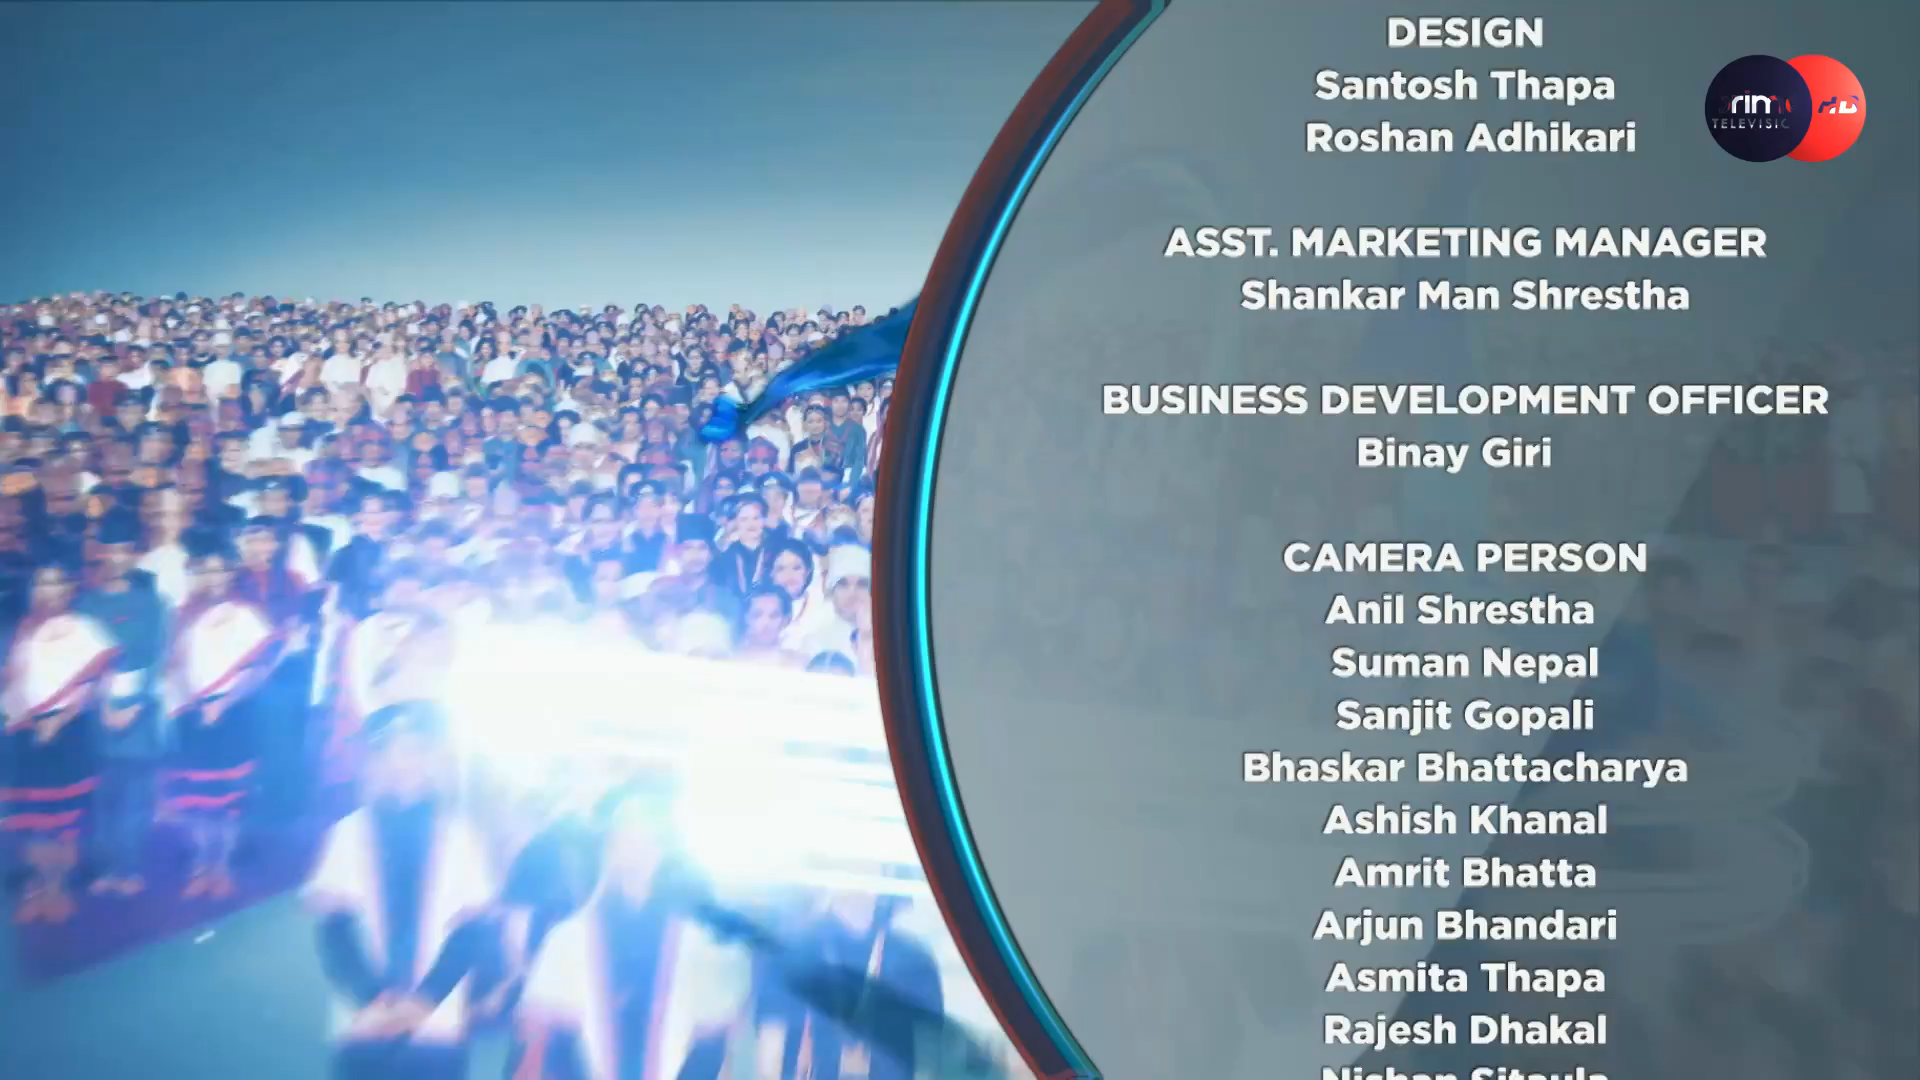 DESIGN
Santosh Thapa
Roshan Adhikari
ASST. MARKETING MANAGER
Shankar Man Shrestha
BUSINESS DEVELOPMENT OFFICER
Binay Giri
CAMERA PERSON
Anil Shrestha
Suman Nepal
Sanjit Gopali
Bhaskar Bhattacharya
Ashish Khanal
Amrit Bhatta
Arjun Bhandari
Asmita Thapa
Rajesh Dhakal